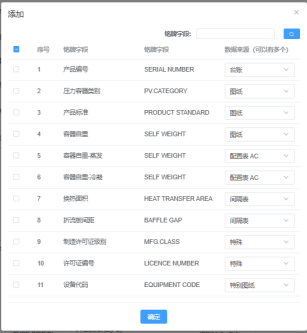 添加
铭牌字段:
序号 铭牌字段 铭牌字段 数据来源（可以有多个）
1 产品编号 SERIAL NUMBER 台账
2 压力容器类别 PV.CATEGORY 图纸
3 产品标准 PRODUCT STANDARD 图纸
4 容器自重 SELF WEIGHT 图纸
5 容器自重-蒸发 SELF WEIGHT 配置表 AC
6 容器自重-冷凝 SELF WEIGHT 配置表 AC
7 换热面积 HEAT TRANSFER AREA 间隔表
8 折流板间距 BAFFLE GAP 间隔表
9 制造许可证级别 MFG.CLASS 特殊
10 许可证编号 LICENCE NUMBER 特殊
11 设备代码 EQUIPMENT CODE 特别图纸
确定